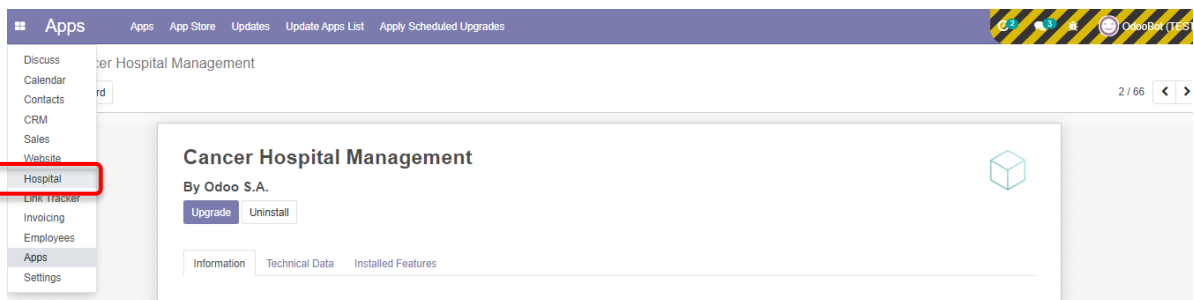 Apps Apps App Store Updates Update Apps List Apply Scheduled Upgrades 2 3 OdooBot (TEST
Discuss
Calendar
Contacts
CRM
Sales
Website
Hospital
Link Tracker
Invoicing
Employees
Apps
Settings
cer Hospital Management
rd
2 / 66
Cancer Hospital Management
By Odoo S.A.
Upgrade Uninstall
Information Technical Data Installed Features